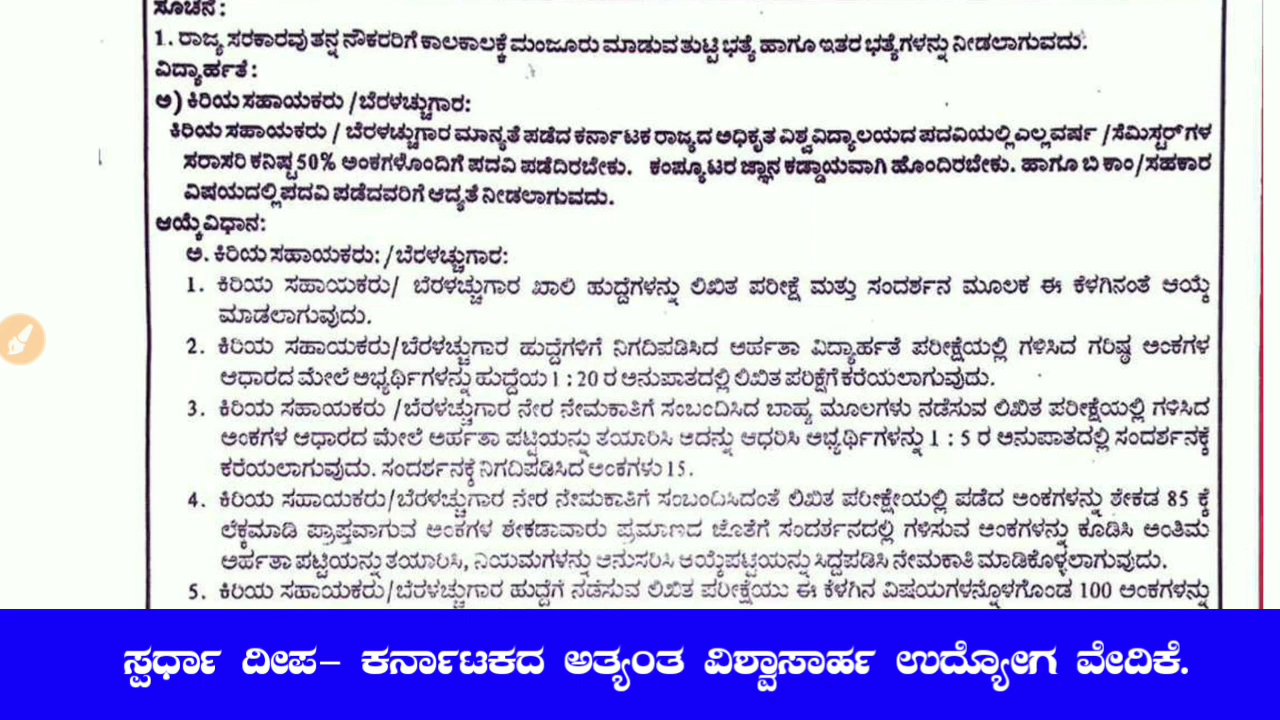 ಸೂಚನೆ :
1. ರಾಜ್ಯ ಸರಕಾರವು ತನ್ನ ನೌಕರರಿಗೆ ಕಾಲಕಾಲಕ್ಕೆ ಮಂಜೂರು ಮಾಡುವ ತುಟ್ಟಿ ಭತ್ಯೆ ಹಾಗೂ ಇತರ ಭತ್ಯೆಗಳನ್ನು ನೀಡಲಾಗುವದು.
ವಿದ್ಯಾರ್ಹತೆ :
ಅ) ಕಿರಿಯ ಸಹಾಯಕರು / ಬೆರಳಚ್ಚುಗಾರ:
ಕಿರಿಯ ಸಹಾಯಕರು / ಬೆರಳಚ್ಚುಗಾರ ಮಾನ್ಯತೆ ಪಡೆದ ಕರ್ನಾಟಕ ರಾಜ್ಯದ ಅಧಿಕೃತ ವಿಶ್ವವಿದ್ಯಾಲಯದ ಪದವಿಯಲ್ಲಿ ಎಲ್ಲ ವರ್ಷ / ಸೆಮಿಸ್ಟರ್‌ಗಳ
ಸರಾಸರಿ ಕನಿಷ್ಟ 50% ಅಂಕಗಳೊಂದಿಗೆ ಪದವಿ ಪಡೆದಿರಬೇಕು. ಕಂಪ್ಯೂಟರ ಜ್ಞಾನ ಕಡ್ಡಾಯವಾಗಿ ಹೊಂದಿರಬೇಕು. ಹಾಗೂ ಬಿ ಕಾಂ/ಸಹಕಾರ
ವಿಷಯದಲ್ಲಿ ಪದವಿ ಪಡೆದವರಿಗೆ ಆದ್ಯತೆ ನೀಡಲಾಗುವದು.
ಆಯ್ಕೆ ವಿಧಾನ:
ಅ. ಕಿರಿಯ ಸಹಾಯಕರು: / ಬೆರಳಚ್ಚುಗಾರ:
1. ಕಿರಿಯ ಸಹಾಯಕರು/ ಬೆರಳಚ್ಚುಗಾರ ಖಾಲಿ ಹುದ್ದೆಗಳನ್ನು ಲಿಖಿತ ಪರೀಕ್ಷೆ ಮತ್ತು ಸಂದರ್ಶನ ಮೂಲಕ ಈ ಕೆಳಗಿನಂತೆ ಆಯ್ಕೆ
ಮಾಡಲಾಗುವುದು.
2. ಕಿರಿಯ ಸಹಾಯಕರು/ಬೆರಳಚ್ಚುಗಾರ ಹುದ್ದೆಗಳಿಗೆ ನಿಗದಿಪಡಿಸಿದ ಅರ್ಹತಾ ವಿದ್ಯಾರ್ಹತೆ ಪರೀಕ್ಷೆಯಲ್ಲಿ ಗಳಿಸಿದ ಗರಿಷ್ಠ ಅಂಕಗಳ
ಆಧಾರದ ಮೇಲೆ ಅಭ್ಯರ್ಥಿಗಳನ್ನು ಹುದ್ದೆಯ 1 : 20 ರ ಅನುಪಾತದಲ್ಲಿ ಲಿಖಿತ ಪರಿಕ್ಷೆಗೆ ಕರೆಯಲಾಗುವುದು.
3. ಕಿರಿಯ ಸಹಾಯಕರು /ಬೆರಳಚ್ಚುಗಾರ ನೇರ ನೇಮಕಾತಿಗೆ ಸಂಬಂದಿಸಿದ ಬಾಹ್ಯ ಮೂಲಗಳು ನಡೆಸುವ ಲಿಖಿತ ಪರೀಕ್ಷೆಯಲ್ಲಿ ಗಳಿಸಿದ
ಅಂಕಗಳ ಆಧಾರದ ಮೇಲೆ ಅರ್ಹತಾ ಪಟ್ಟಿಯನ್ನು ತಯಾರಿಸಿ ಅದನ್ನು ಆಧರಿಸಿ ಅಭ್ಯರ್ಥಿಗಳನ್ನು 1 : 5 ರ ಅನುಪಾತದಲ್ಲಿ ಸಂದರ್ಶನಕ್ಕೆ
ಕರೆಯಲಾಗುವುದು. ಸಂದರ್ಶನಕ್ಕೆ ನಿಗದಿಪಡಿಸಿದ ಅಂಕಗಳು 15.
4. ಕಿರಿಯ ಸಹಾಯಕರು/ಬೆರಳಚ್ಚುಗಾರ ನೇರ ನೇಮಕಾತಿಗೆ ಸಂಬಂದಿಸಿದಂತೆ ಲಿಖಿತ ಪರೀಕ್ಷೇಯಲ್ಲಿ ಪಡೆದ ಅಂಕಗಳನ್ನು ಶೇಕಡ 85 ಕ್ಕೆ
ಲೆಕ್ಕಮಾಡಿ ಪ್ರಾಪ್ತವಾಗುವ ಅಂಕಗಳ ಶೇಕಡಾವಾರು ಪ್ರಮಾಣದ ಜೊತೆಗೆ ಸಂದರ್ಶನದಲ್ಲಿ ಗಳಿಸುವ ಅಂಕಗಳನ್ನು ಕೂಡಿಸಿ ಅಂತಿಮ
ಅರ್ಹತಾ ಪಟ್ಟಿಯನ್ನು ತಯಾರಿಸಿ, ನಿಯಮಗಳನ್ನು ಅನುಸರಿಸಿ ಆಯ್ಕೆಪಟ್ಟಿಯನ್ನು ಸಿದ್ದಪಡಿಸಿ ನೇಮಕಾತಿ ಮಾಡಿಕೊಳ್ಳಲಾಗುವುದು.
5. ಕಿರಿಯ ಸಹಾಯಕರು/ಬೆರಳಚ್ಚುಗಾರ ಹುದ್ದೆಗೆ ನಡೆಸುವ ಲಿಖಿತ ಪರೀಕ್ಷೆಯು ಈ ಕೆಳಗಿನ ವಿಷಯಗಳನ್ನೊಳಗೊಂಡ 100 ಅಂಕಗಳನ್ನು
ಸ್ಪರ್ಧಾ ದೀಪ– ಕರ್ನಾಟಕದ ಅತ್ಯಂತ ವಿಶ್ವಾಸಾರ್ಹ ಉದ್ಯೋಗ ವೇದಿಕೆ.